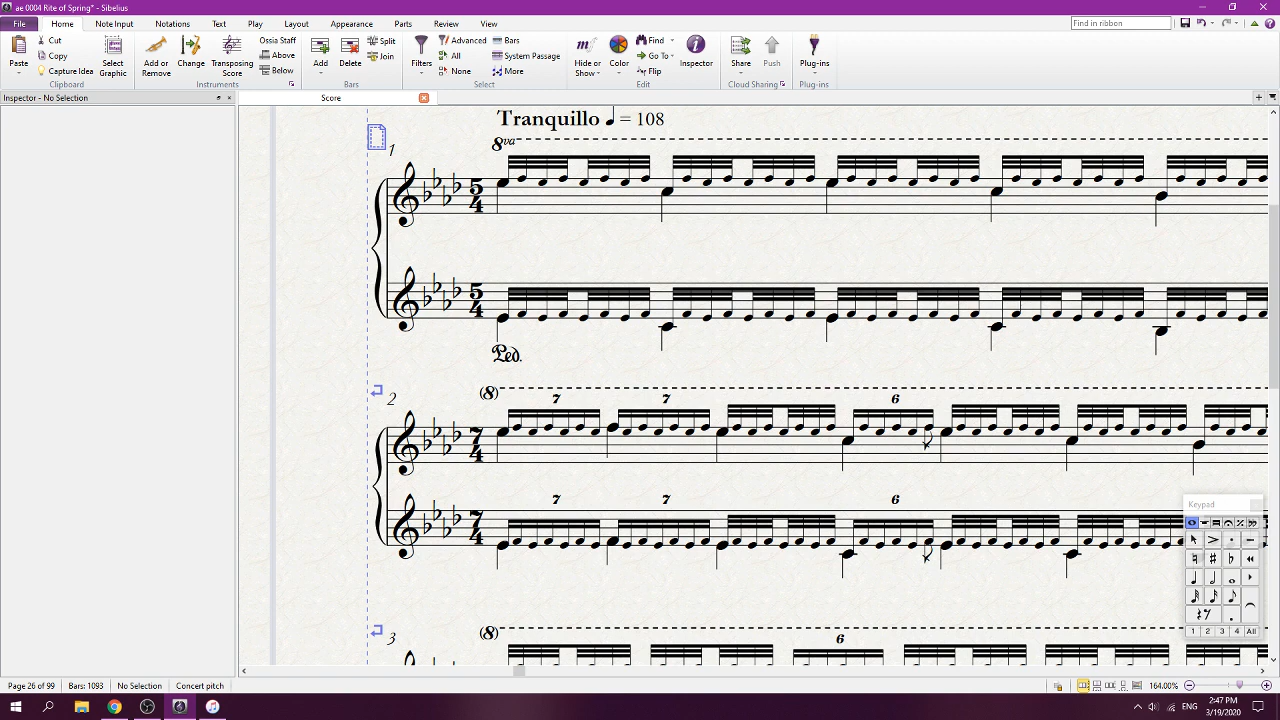 ae 0004 Rite of Spring* - Sibelius
File Home Note Input Notations Text Play Layout Appearance Parts Review View Find in ribbon
Paste Cut Copy Capture Idea Select Graphic Clipboard
Add or Remove Change Transposing Score Ossia Staff Above Below Instruments
Add Delete Split Join Bars
Filters Advanced All None Bars System Passage More Select
Hide or Show Color Find Go To Flip Inspector Edit
Share Push Cloud Sharing
Plug-ins Plug-ins
Inspector - No Selection Score
Tranquillo = 108
8va
1
5 4
5 4
Ped.
2 (8) 7 7 6
7 4
7 7 6
7 4
Keypad
1 2 3 4 All
3 (8) 6
Page 26 of 99 Bars: 1093 No Selection Concert pitch 164.00%
ENG 2:47 PM 3/19/2020